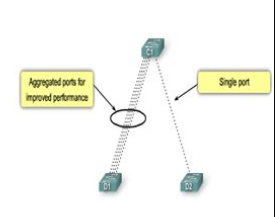 C1
Aggregated ports for
improved performance
Single port
D1
D2